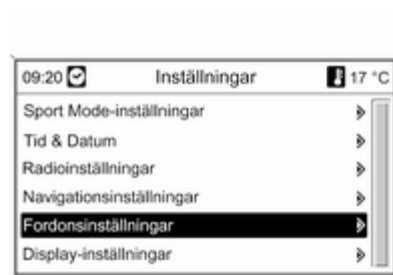 09:20 Inställningar 17 °C
Sport Mode-inställningar
Tid & Datum
Radioinställningar
Navigationsinställningar
Fordonsinställningar
Display-inställningar